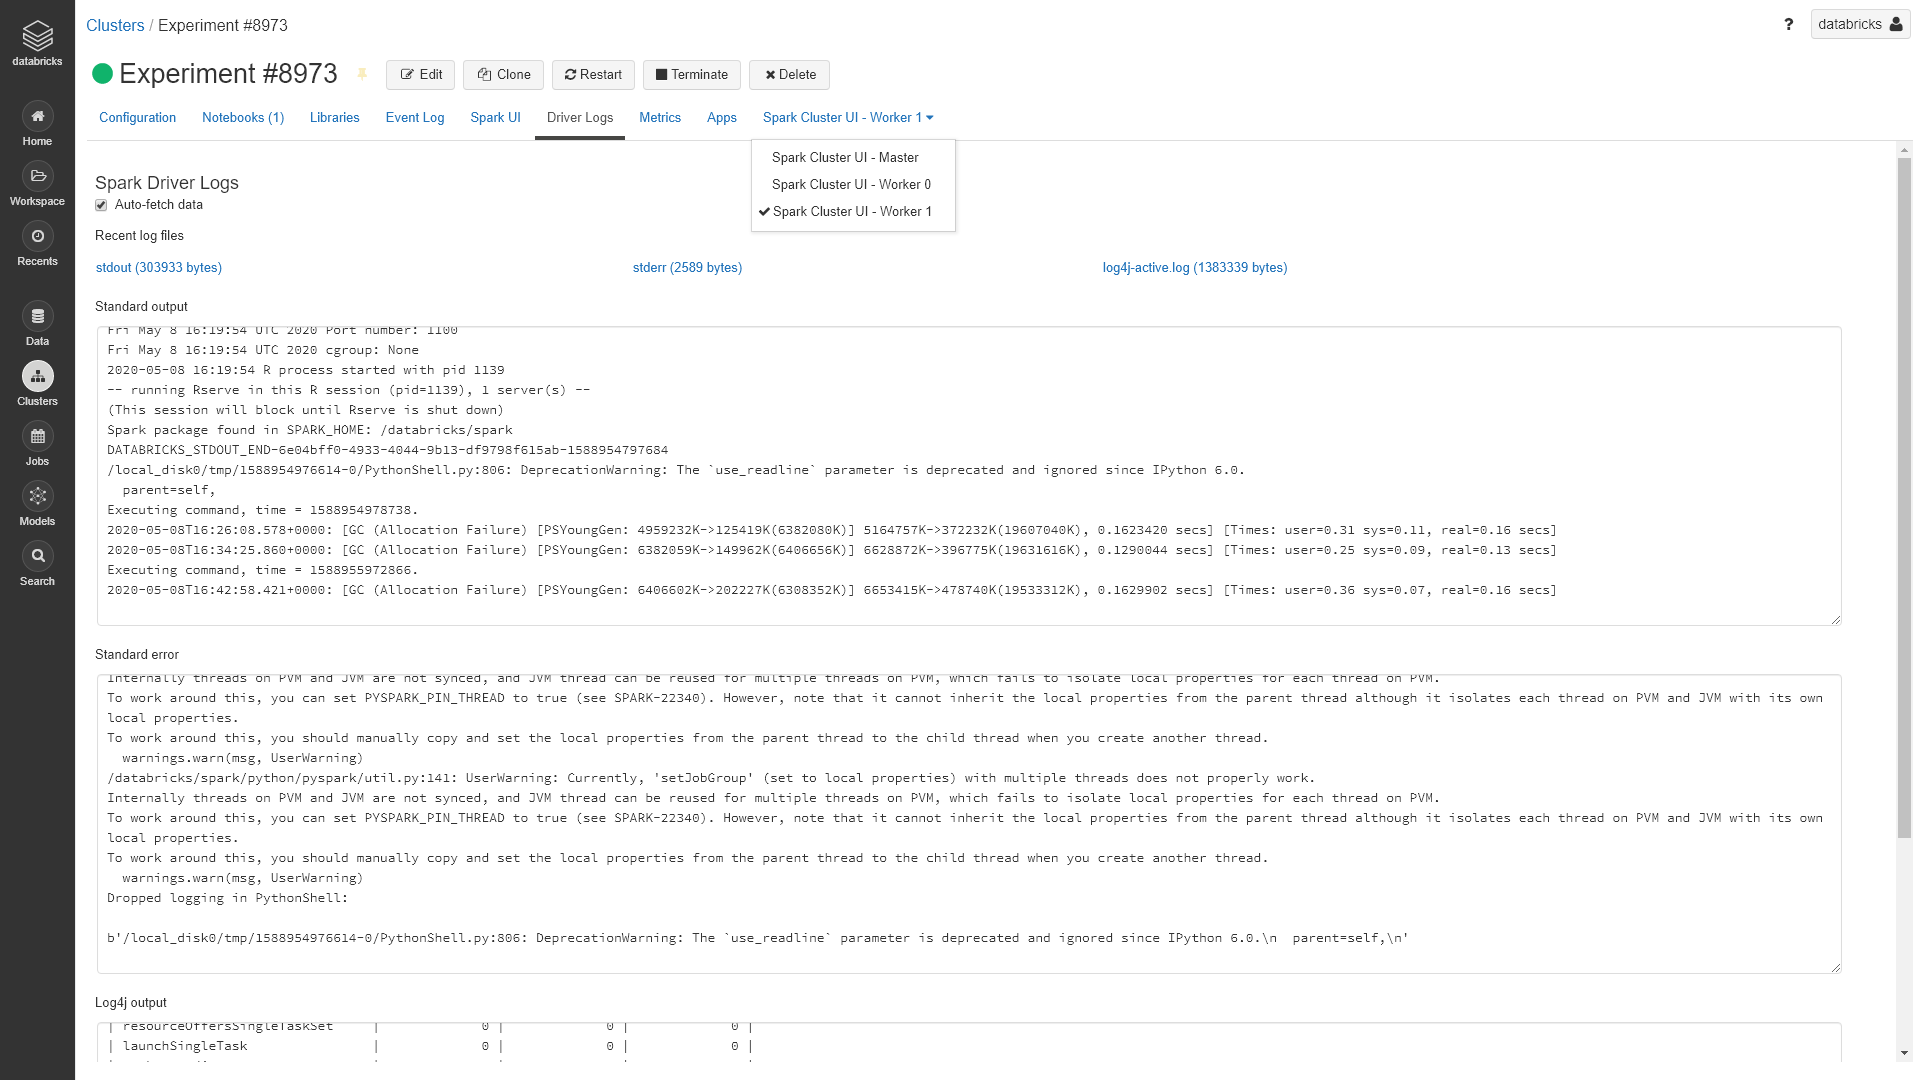 databricks
Home
Workspace
Recents
Data
Clusters
Jobs
Models
Search
Clusters / Experiment #8973
? databricks
Experiment #8973 Edit Clone Restart Terminate Delete
Configuration Notebooks (1) Libraries Event Log Spark UI Driver Logs Metrics Apps Spark Cluster UI - Worker 1
Spark Cluster UI - Master
Spark Cluster UI - Worker 0
Spark Cluster UI - Worker 1
Spark Driver Logs
Auto-fetch data
Recent log files
stdout (303933 bytes) stderr (2589 bytes) log4j-active.log (1383339 bytes)
Standard output
Fri May 8 16:19:54 UTC 2020 Port number: 1100
Fri May 8 16:19:54 UTC 2020 cgroup: None
2020-05-08 16:19:54 R process started with pid 1139
-- running Rserve in this R session (pid=1139), 1 server(s) --
(This session will block until Rserve is shut down)
Spark package found in SPARK_HOME: /databricks/spark
DATABRICKS_STDOUT_END-6e04bff0-4933-4044-9b13-df9798f615ab-1588954797684
/local_disk0/tmp/1588954976614-0/PythonShell.py:806: DeprecationWarning: The `use_readline` parameter is deprecated and ignored since IPython 6.0.
parent=self,
Executing command, time = 1588954978738.
2020-05-08T16:26:08.578+0000: [GC (Allocation Failure) [PSYoungGen: 4959232K->125419K(6382080K)] 5164757K->372232K(19607040K), 0.1623420 secs] [Times: user=0.31 sys=0.11, real=0.16 secs]
2020-05-08T16:34:25.860+0000: [GC (Allocation Failure) [PSYoungGen: 6382059K->149962K(6406656K)] 6628872K->396775K(19631616K), 0.1290044 secs] [Times: user=0.25 sys=0.09, real=0.13 secs]
Executing command, time = 1588955972866.
2020-05-08T16:42:58.421+0000: [GC (Allocation Failure) [PSYoungGen: 6406602K->202227K(6308352K)] 6653415K->478740K(19533312K), 0.1629902 secs] [Times: user=0.36 sys=0.07, real=0.16 secs]
Standard error
Internally threads on PVM and JVM are not synced, and JVM thread can be reused for multiple threads on PVM, which fails to isolate local properties for each thread on PVM.
To work around this, you can set PYSPARK_PIN_THREAD to true (see SPARK-22340). However, note that it cannot inherit the local properties from the parent thread although it isolates each thread on PVM and JVM with its own
local properties.
To work around this, you should manually copy and set the local properties from the parent thread to the child thread when you create another thread.
warnings.warn(msg, UserWarning)
/databricks/spark/python/pyspark/util.py:141: UserWarning: Currently, 'setJobGroup' (set to local properties) with multiple threads does not properly work.
Internally threads on PVM and JVM are not synced, and JVM thread can be reused for multiple threads on PVM, which fails to isolate local properties for each thread on PVM.
To work around this, you can set PYSPARK_PIN_THREAD to true (see SPARK-22340). However, note that it cannot inherit the local properties from the parent thread although it isolates each thread on PVM and JVM with its own
local properties.
To work around this, you should manually copy and set the local properties from the parent thread to the child thread when you create another thread.
warnings.warn(msg, UserWarning)
Dropped logging in PythonShell:
b'/local_disk0/tmp/1588954976614-0/PythonShell.py:806: DeprecationWarning: The `use_readline` parameter is deprecated and ignored since IPython 6.0.\n  parent=self,\n'
Log4j output
| resourceOffersSingleTaskSet | 0 | 0 | 0 |
| launchSingleTask | 0 | 0 | 0 |